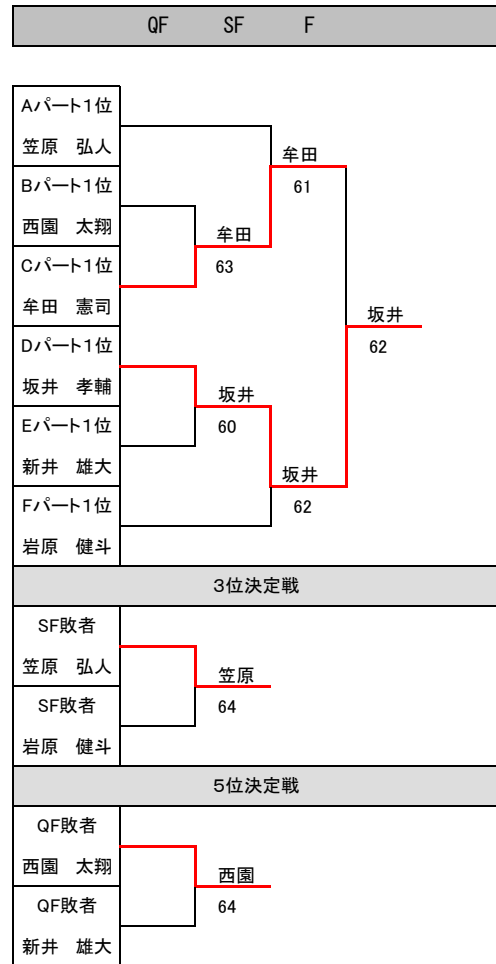 QF SF F
Aパート1位
笠原　弘人
牟田
Bパート1位
61
西園　太翔
牟田
Cパート1位
63
牟田　憲司
坂井
Dパート1位
62
坂井　孝輔
坂井
Eパート1位
60
新井　雄大
坂井
Fパート1位
62
岩原　健斗
3位決定戦
SF敗者
笠原　弘人
笠原
SF敗者
64
岩原　健斗
5位決定戦
QF敗者
西園　太翔
西園
QF敗者
64
新井　雄大